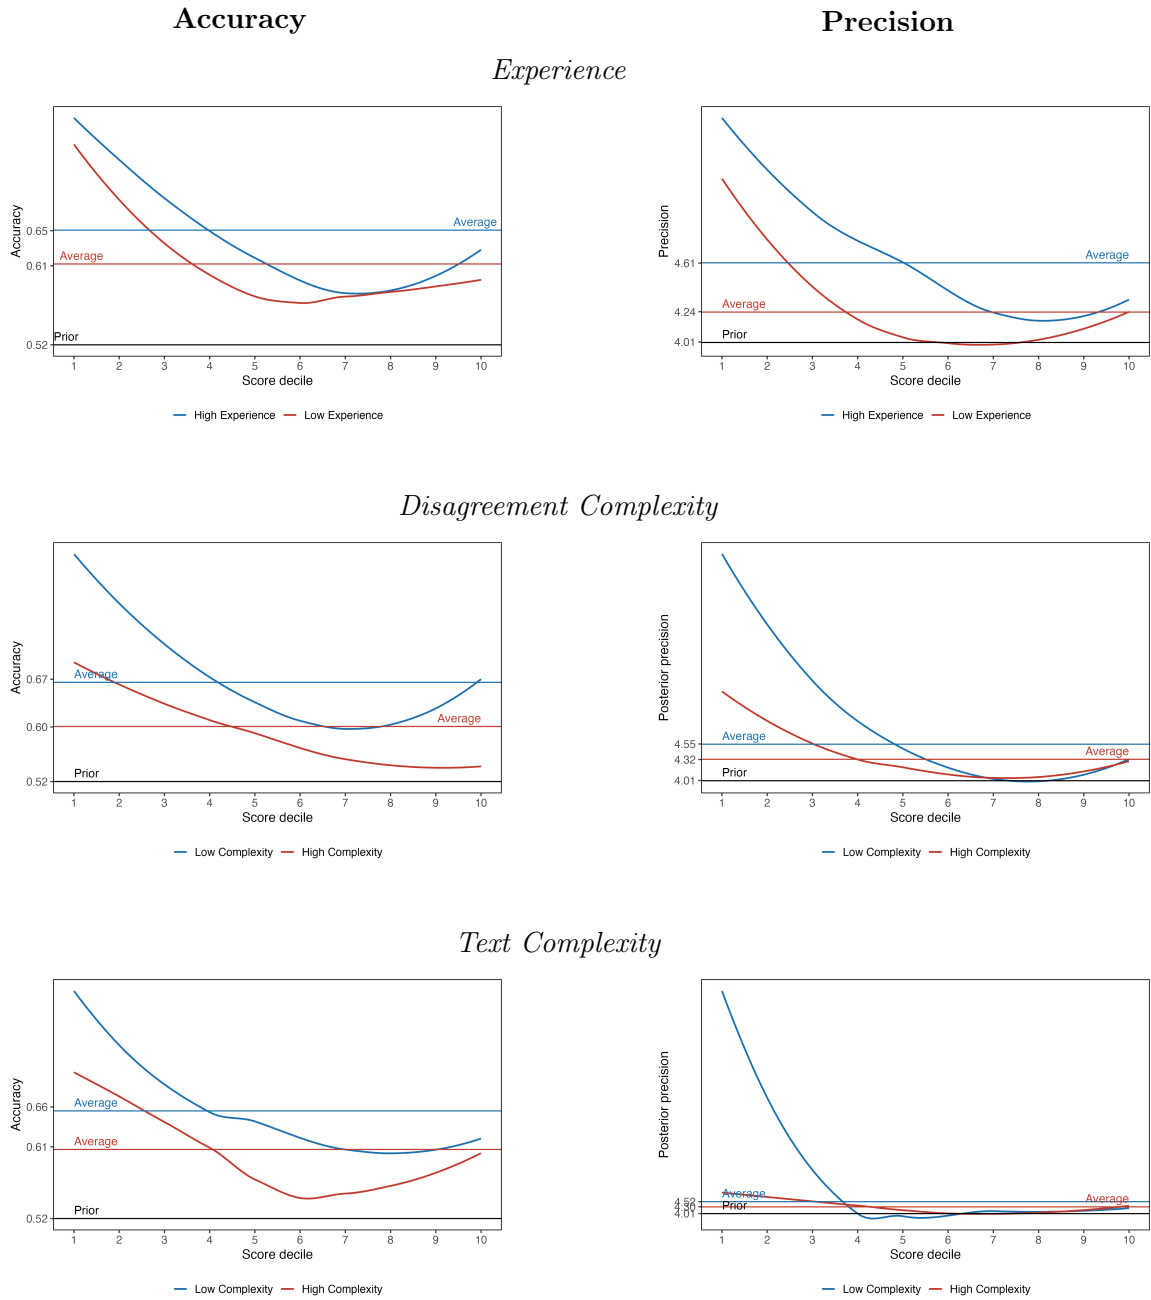 Accuracy
Precision
Experience
Accuracy
0.65
0.61
0.52
Average
Average
Prior
1 2 3 4 5 6 7 8 9 10
Score decile
High Experience Low Experience
Precision
4.61
4.24
4.01
Average
Average
Prior
1 2 3 4 5 6 7 8 9 10
Score decile
High Experience Low Experience
Disagreement Complexity
Accuracy
0.67
0.60
0.52
Average
Average
Prior
1 2 3 4 5 6 7 8 9 10
Score decile
Low Complexity High Complexity
Posterior precision
4.55
4.32
4.01
Average
Average
Prior
1 2 3 4 5 6 7 8 9 10
Score decile
Low Complexity High Complexity
Text Complexity
Accuracy
0.66
0.61
0.52
Average
Average
Prior
1 2 3 4 5 6 7 8 9 10
Score decile
Low Complexity High Complexity
Posterior precision
4.52
4.30
4.01
Average
Average
Prior
1 2 3 4 5 6 7 8 9 10
Score decile
Low Complexity High Complexity